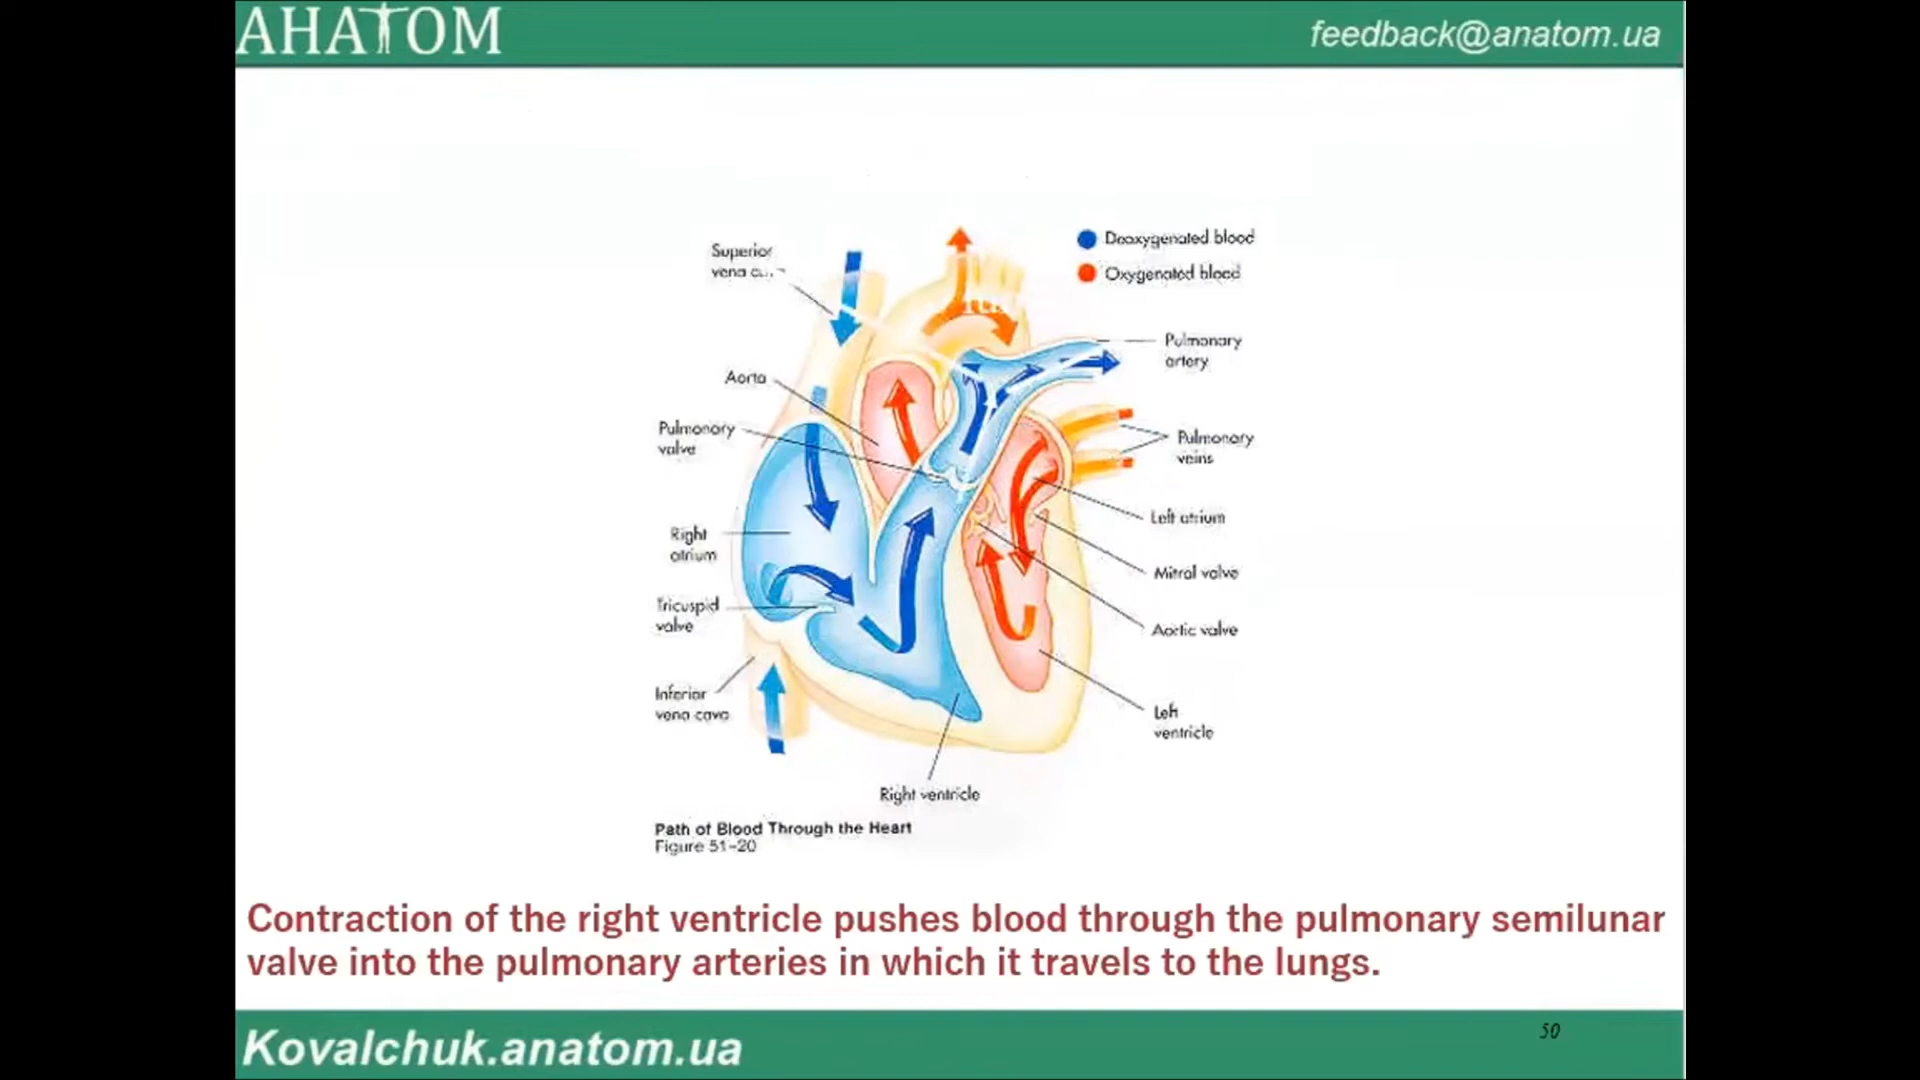 АНАТОМ
feedback@anatom.ua
Deoxygenated blood
Oxygenated blood
Superior
vena
Pulmonary
artery
Aorta
Pulmonary
valve
Pulmonary
veins
Left atrium
Right
atrium
Mitral valve
Tricuspid
valve
Aortic valve
Inferior
vena cava
Left
ventricle
Right ventricle
Path of Blood Through the Heart
Figure 51-20
Contraction of the right ventricle pushes blood through the pulmonary semilunar
valve into the pulmonary arteries in which it travels to the lungs.
Kovalchuk.anatom.ua
50